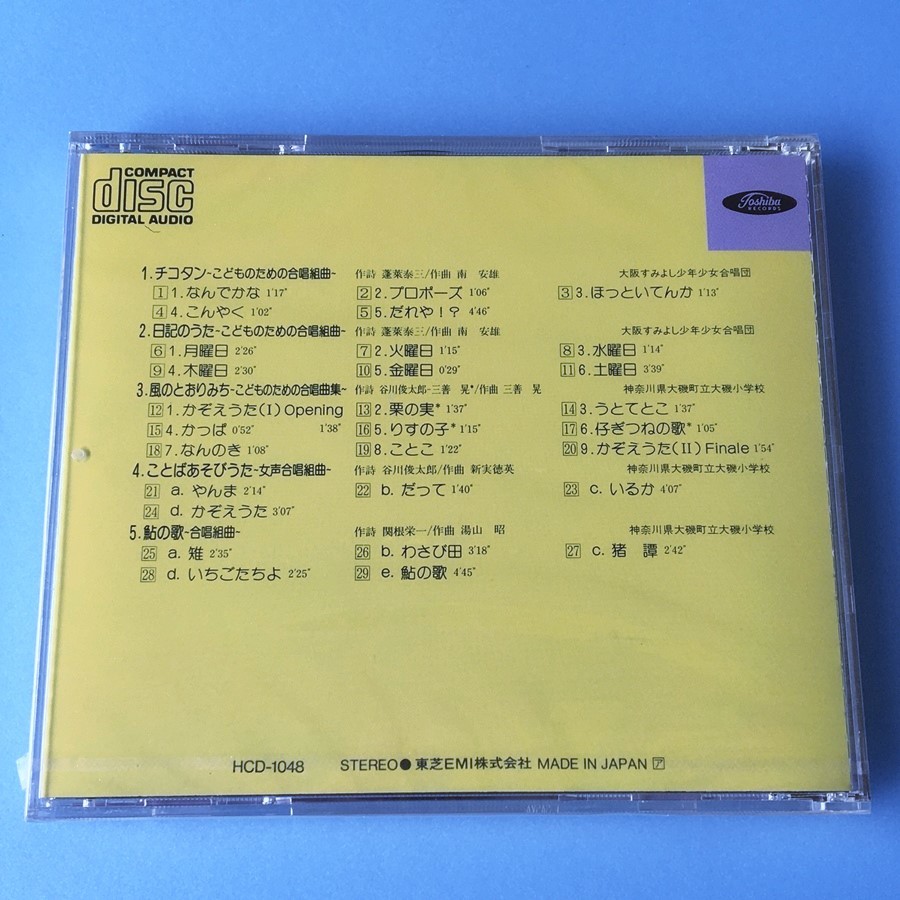 COMPACT
disc
DIGITAL AUDIO
Toshiba
RECORDS
1.チコタン~こどものための合唱組曲~ 作詩 蓬萊泰三/作曲 南 安雄 大阪すみよし少年少女合唱団
1 1.なんでかな 1'17" 2 2.プロポーズ 1'06" 3 3.ほっといてんか 1'13"
4 4.こんやく 1'02" 5 5.だれや!? 4'46"
2.日記のうた~こどものための合唱組曲~ 作詩 蓬萊泰三/作曲 南 安雄 大阪すみよし少年少女合唱団
6 1.月曜日 2'26" 7 2.火曜日 1'15" 8 3.水曜日 1'14"
9 4.木曜日 2'30" 10 5.金曜日 0'29" 11 6.土曜日 3'39"
3.風のとおりみち~こどものための合唱曲集~ 作詩 谷川俊太郎・三善 晃*/作曲 三善 晃 神奈川県大磯町立大磯小学校
12 1.かぞえうた(I)Opening 1'38" 13 2.栗の実* 1'37" 14 3.うとてとこ 1'37"
15 4.かっぱ 0'52" 16 5.りすの子* 1'15" 17 6.仔ぎつねの歌* 1'05"
18 7.なんのき 1'08" 19 8.ことこ 1'22" 20 9.かぞえうた(II)Finale 1'54"
4.ことばあそびうた~女声合唱組曲~ 作詩 谷川俊太郎/作曲 新実徳英 神奈川県大磯町立大磯小学校
21 a. やんま 2'14" 22 b. だって 1'40" 23 c. いるか 4'07"
24 d. かぞえうた 3'07"
5.鮎の歌~合唱組曲~ 作詩 関根栄一/作曲 湯山 昭 神奈川県大磯町立大磯小学校
25 a. 雉 2'35" 26 b. わさび田 3'18" 27 c. 猪 譚 2'42"
28 d. いちごたちよ 2'25" 29 e. 鮎の歌 4'45"
HCD-1048 STEREO● 東芝EMI株式会社 MADE IN JAPAN ア